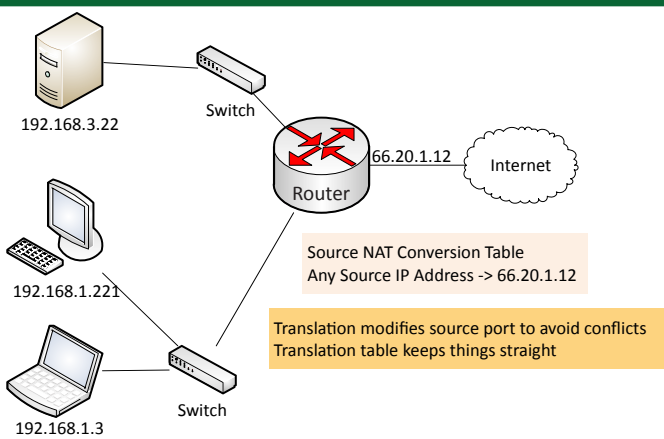 192.168.3.22
Switch
66.20.1.12
Internet
Router
Source NAT Conversion Table
Any Source IP Address -> 66.20.1.12
192.168.1.221
Translation modifies source port to avoid conflicts
Translation table keeps things straight
Switch
192.168.1.3